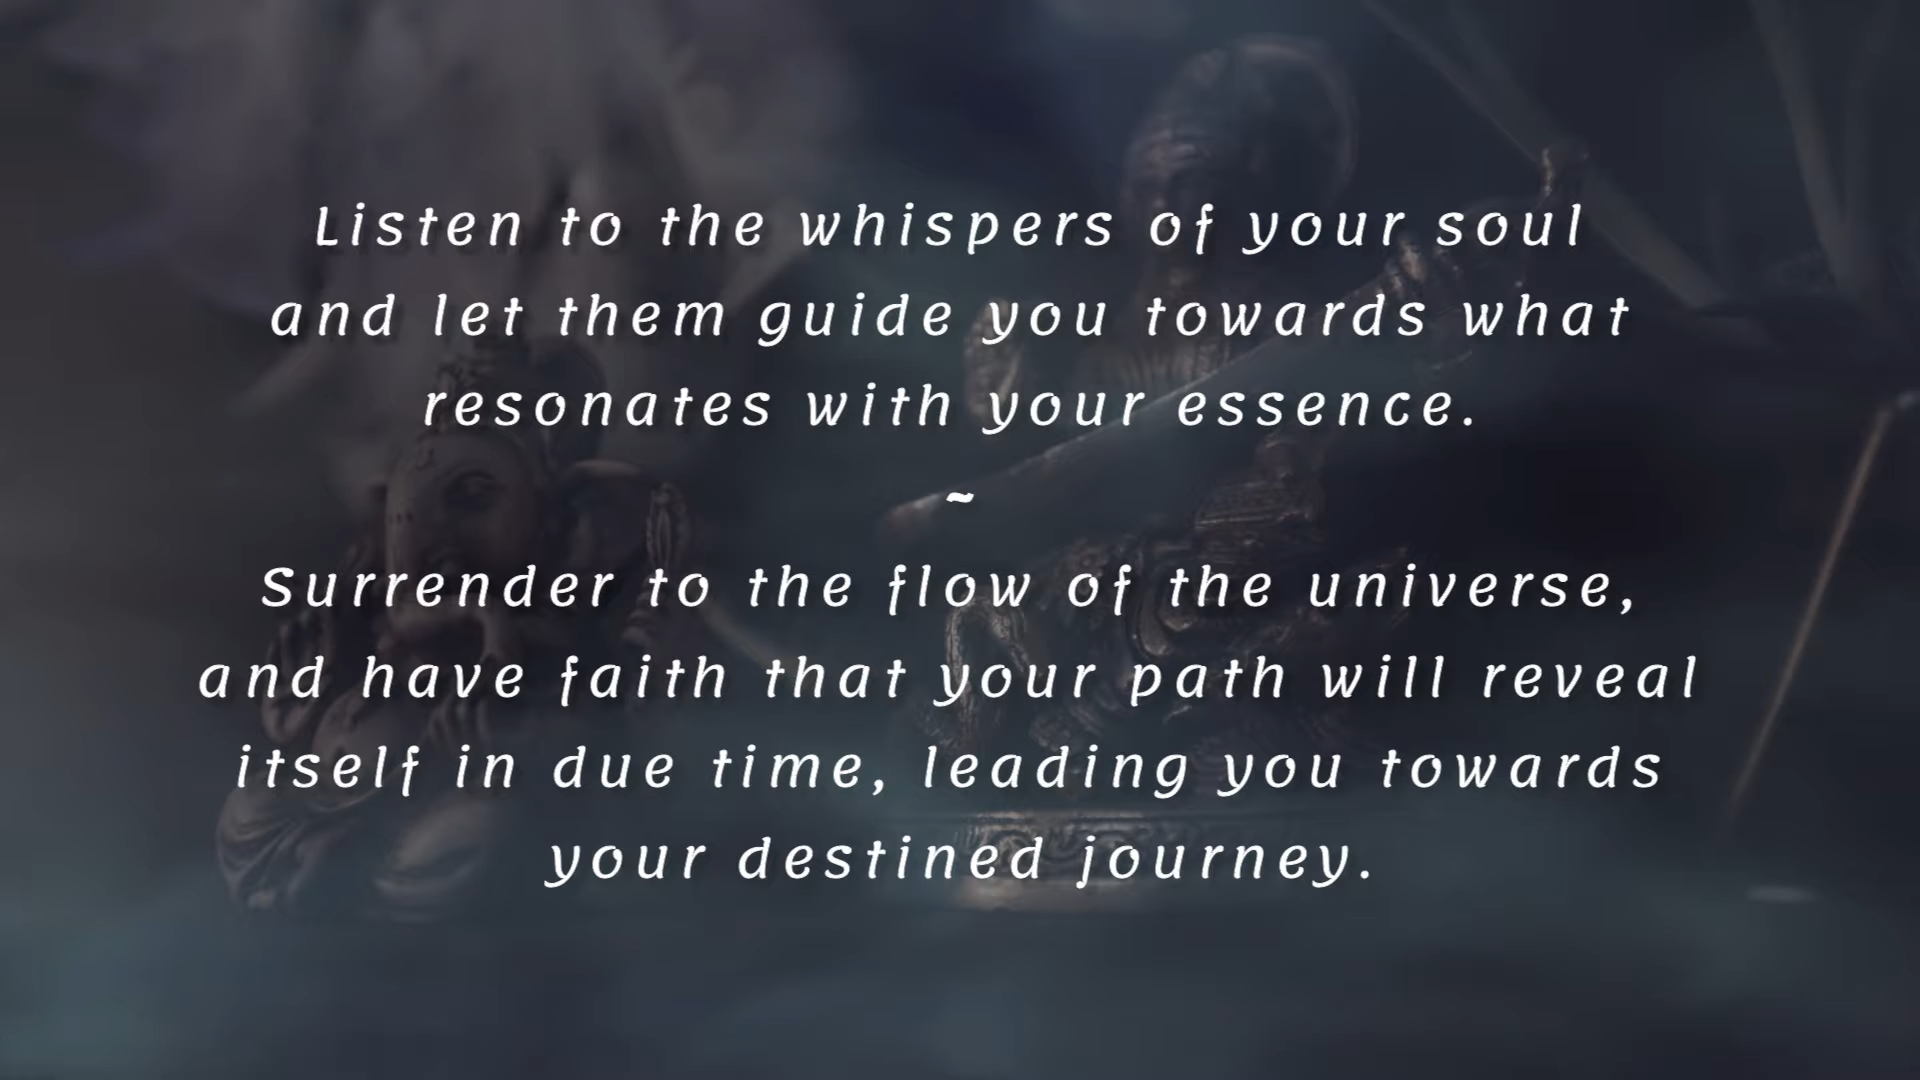 Listen to the whispers of your soul
and let them guide you towards what
resonates with your essence.
~
Surrender to the flow of the universe,
and have faith that your path will reveal
itself in due time, leading you towards
your destined journey.